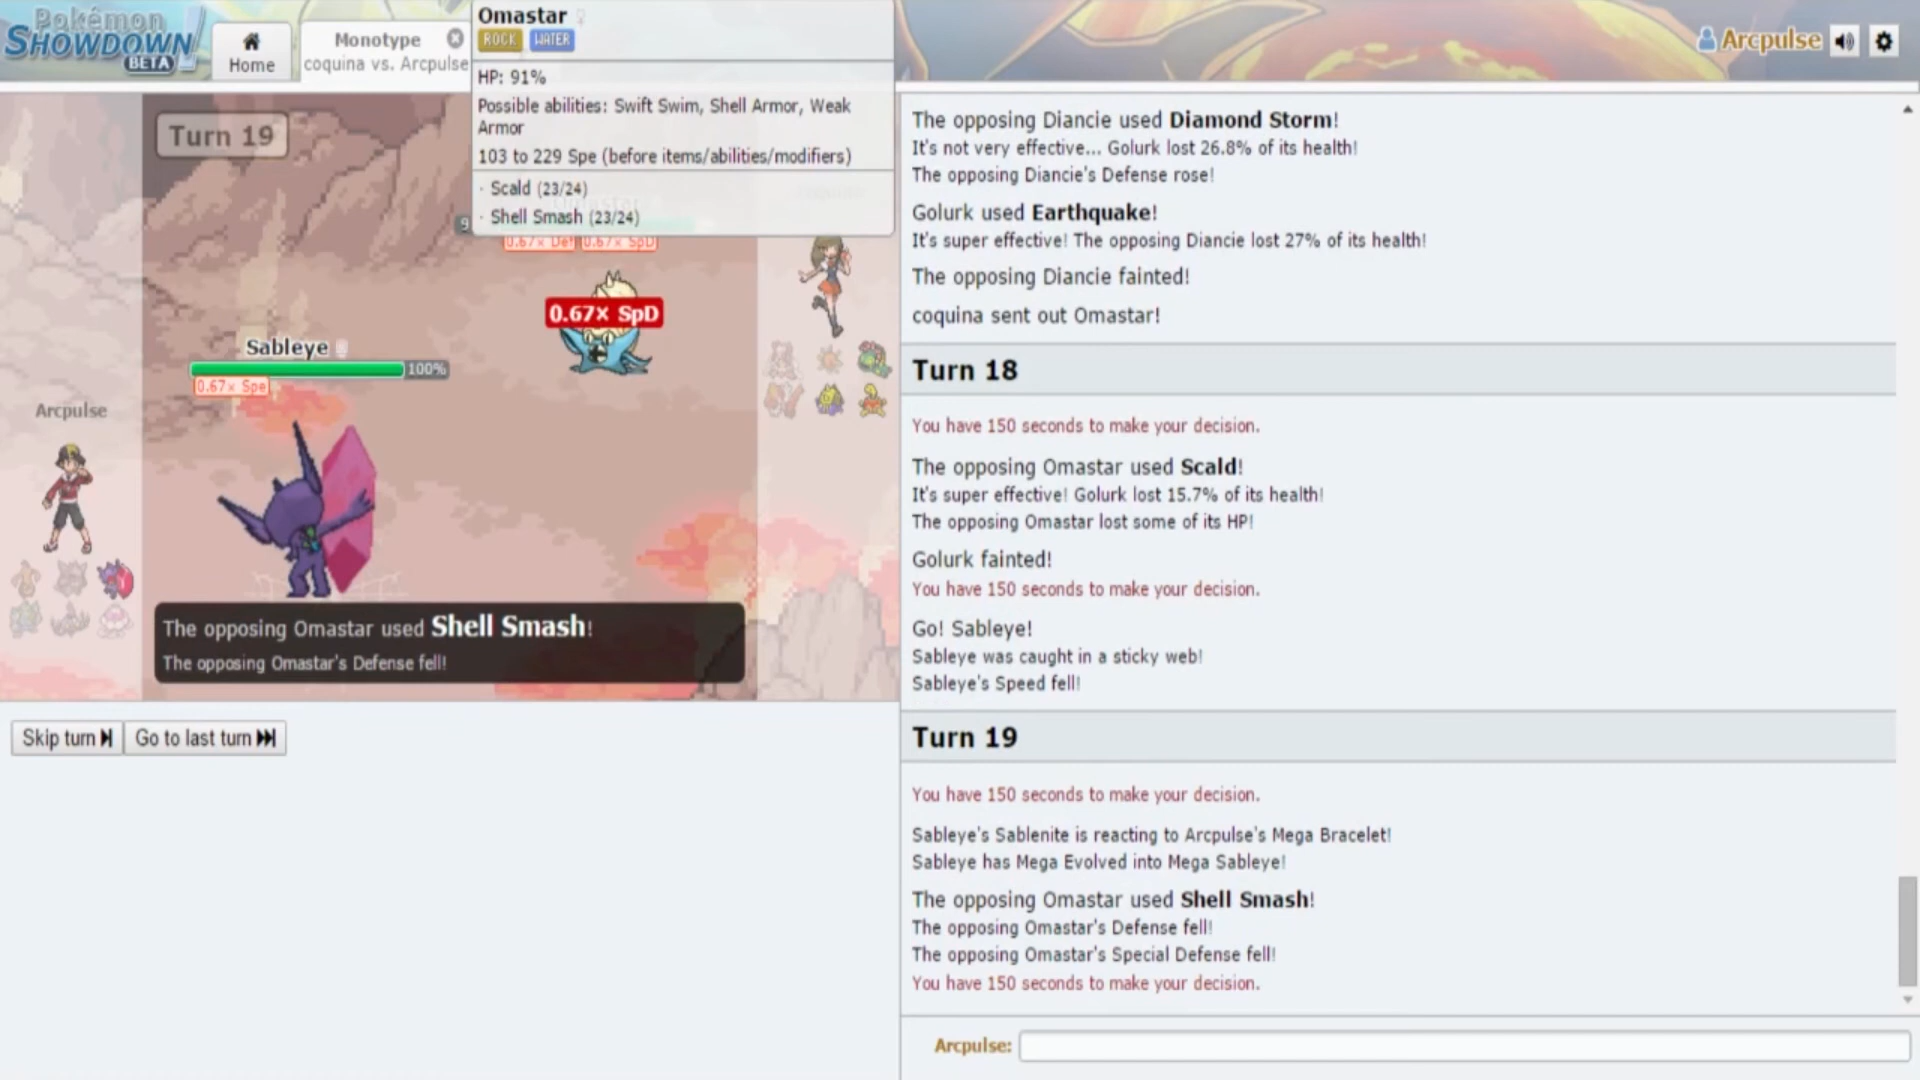 Pokémon
SHOWDOWN!
BETA
Home
Monotype
coquina vs. Arcpulse
Omastar
ROCK WATER
HP: 91%
Possible abilities: Swift Swim, Shell Armor, Weak
Armor
103 to 229 Spe (before items/abilities/modifiers)
· Scald (23/24)
· Shell Smash (23/24)
Arcpulse
Turn 19
0.67× Def 0.67× SpD
0.67× SpD
Sableye
100%
0.67× Spe
Arcpulse
The opposing Omastar used Shell Smash!
The opposing Omastar's Defense fell!
Skip turn
Go to last turn
The opposing Diancie used Diamond Storm!
It's not very effective... Golurk lost 26.8% of its health!
The opposing Diancie's Defense rose!
Golurk used Earthquake!
It's super effective! The opposing Diancie lost 27% of its health!
The opposing Diancie fainted!
coquina sent out Omastar!
Turn 18
You have 150 seconds to make your decision.
The opposing Omastar used Scald!
It's super effective! Golurk lost 15.7% of its health!
The opposing Omastar lost some of its HP!
Golurk fainted!
You have 150 seconds to make your decision.
Go! Sableye!
Sableye was caught in a sticky web!
Sableye's Speed fell!
Turn 19
You have 150 seconds to make your decision.
Sableye's Sablenite is reacting to Arcpulse's Mega Bracelet!
Sableye has Mega Evolved into Mega Sableye!
The opposing Omastar used Shell Smash!
The opposing Omastar's Defense fell!
The opposing Omastar's Special Defense fell!
You have 150 seconds to make your decision.
Arcpulse: